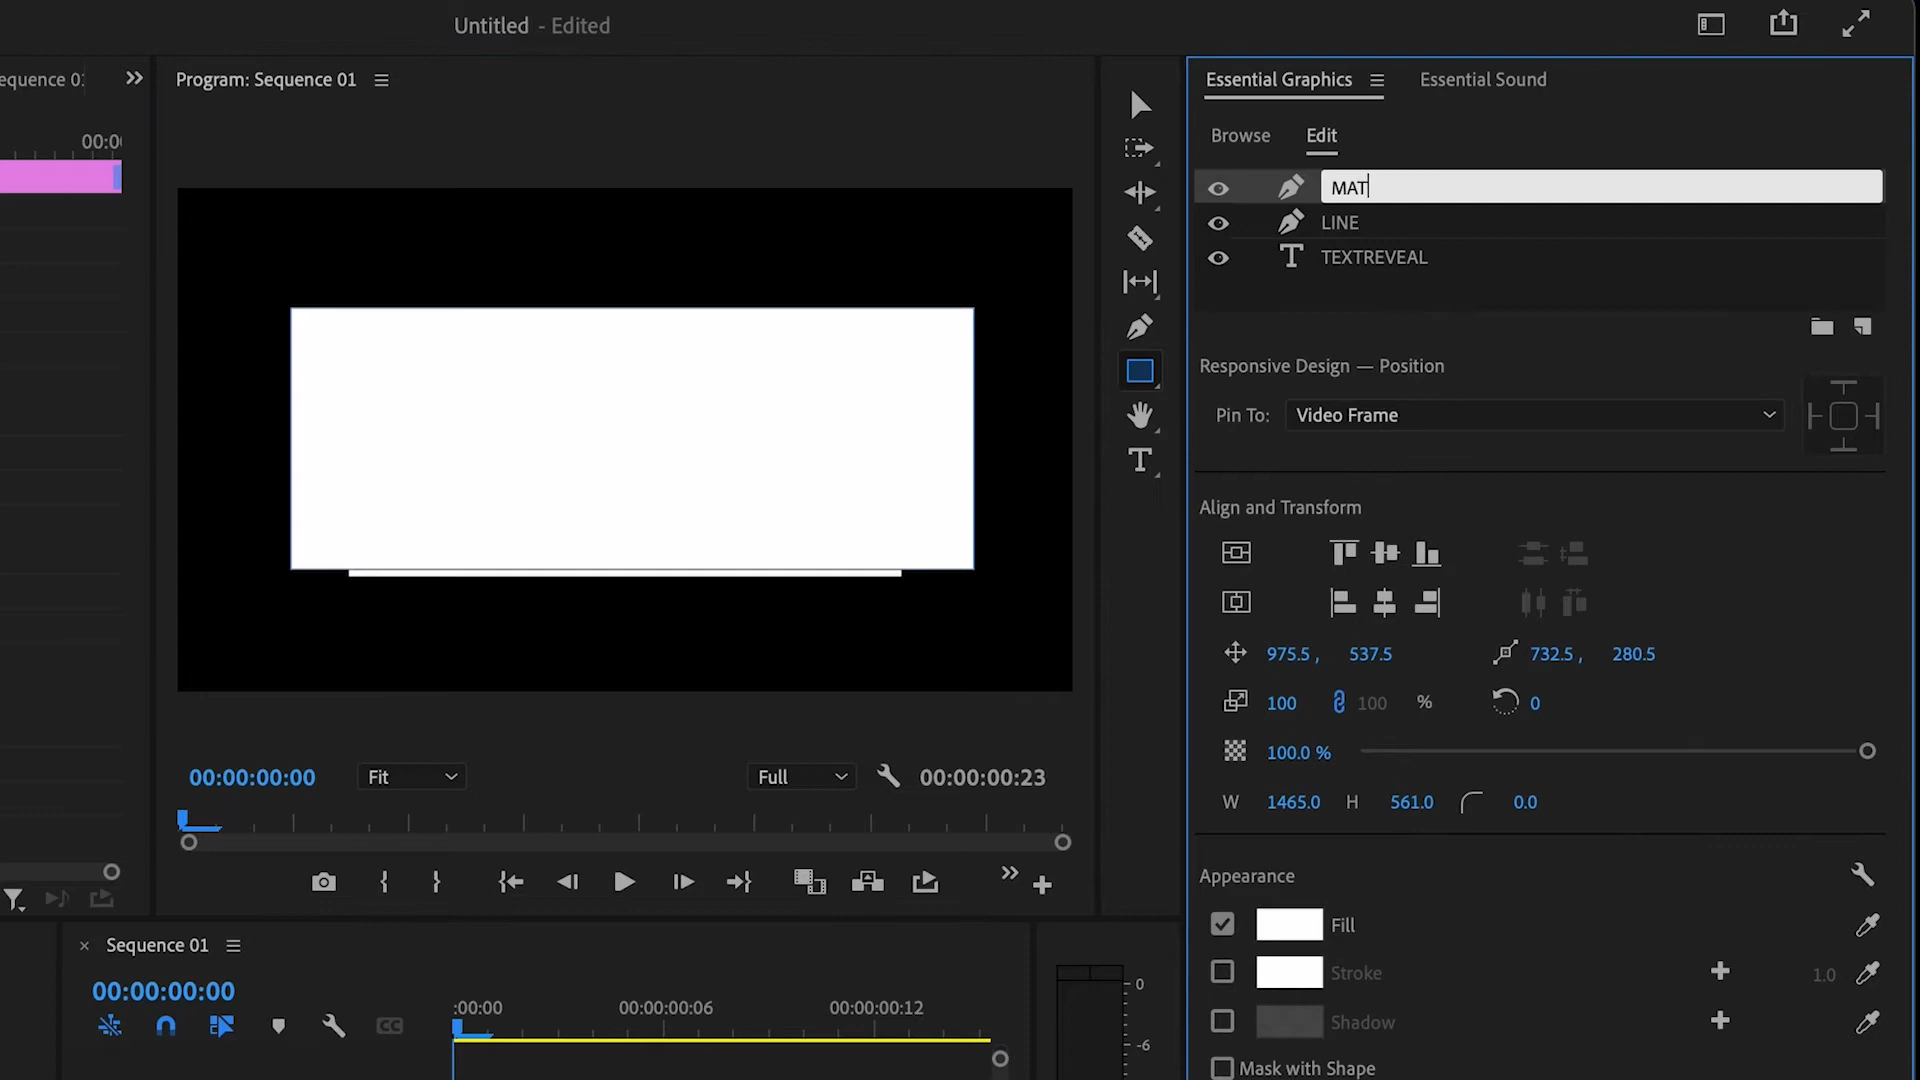 Untitled - Edited
equence 0:
Program: Sequence 01
Essential Graphics
Essential Sound
00:0
Browse
Edit
MAT
LINE
TEXTREVEAL
Responsive Design — Position
Pin To:
Video Frame
Align and Transform
975.5 ,
537.5
732.5 ,
280.5
100
100
%
0
100.0 %
00:00:00:00
Fit
Full
00:00:00:23
W
1465.0
H
561.0
0.0
Appearance
Fill
Stroke
1.0
Shadow
Mask with Shape
× Sequence 01
00:00:00:00
:00:00
00:00:00:06
00:00:00:12
CC
0
-6